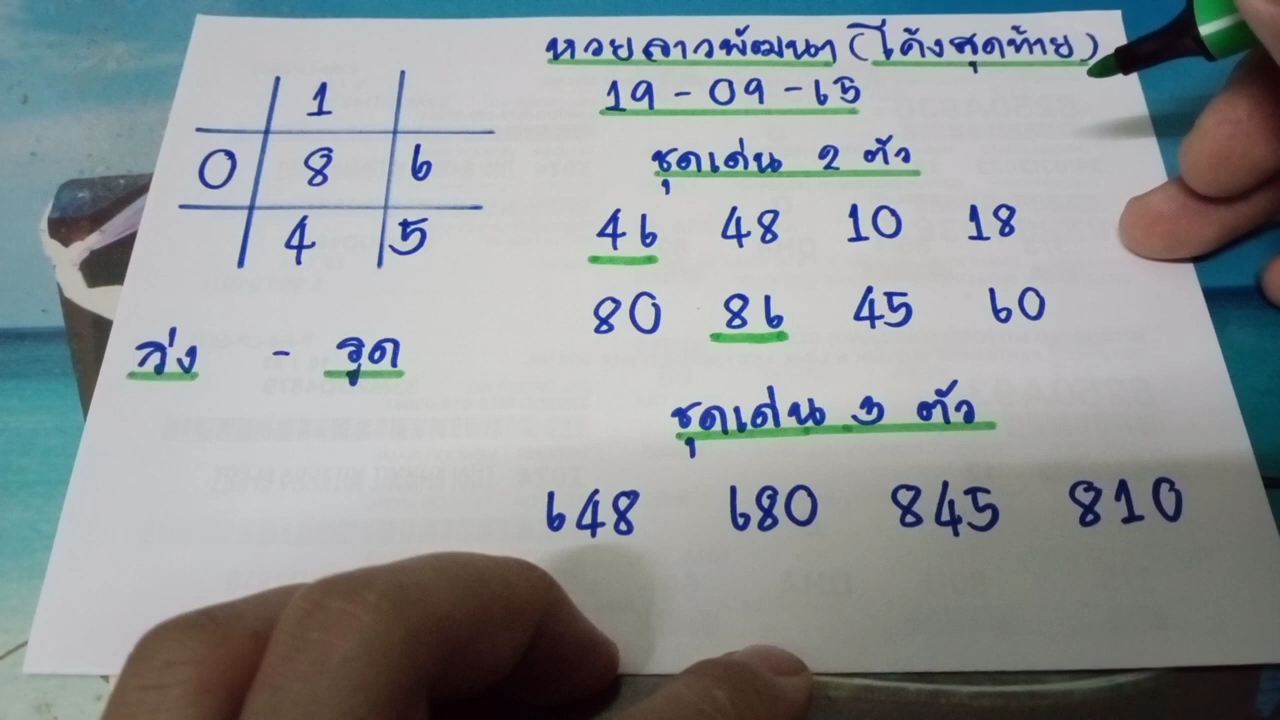 หวยลาวพัฒนา (โค้งสุดท้าย)
19 - 09 - 65
1
0 8 6
4 5
ชุดเด่น 2 ตัว
46 48 10 18
80 86 45 60
วิ่ง - รูด
ชุดเด่น 3 ตัว
648 680 845 810